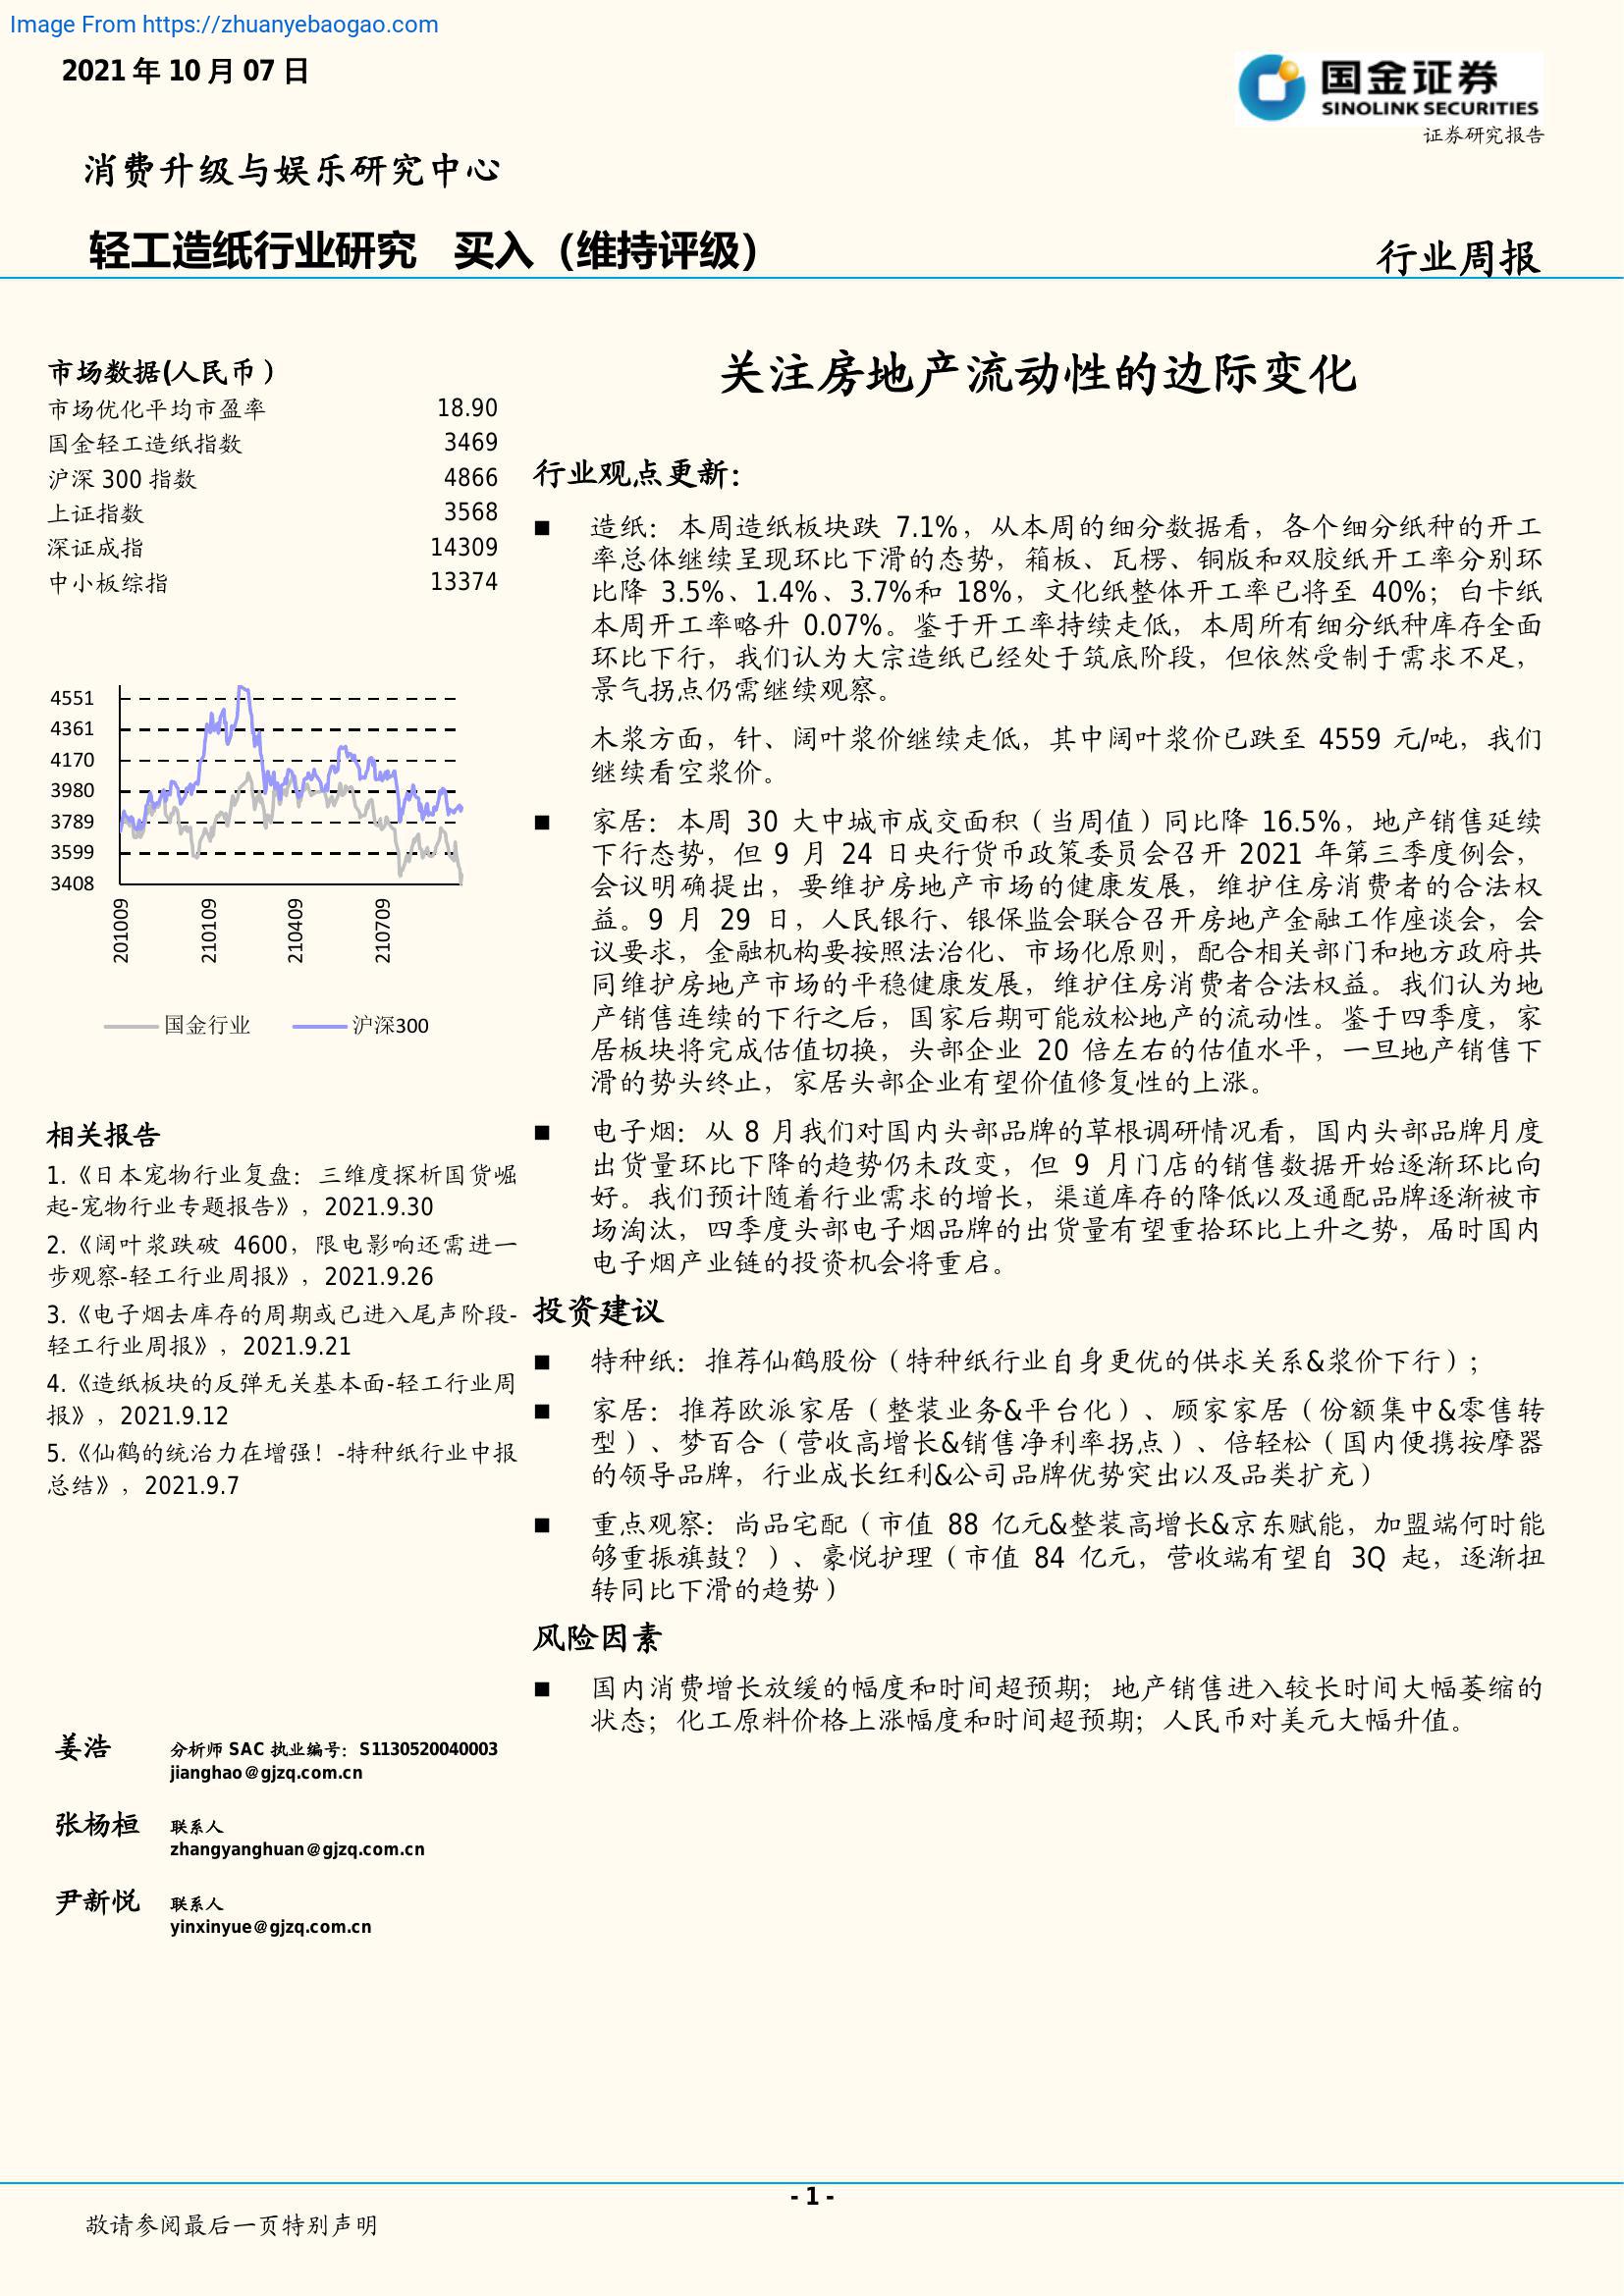 Image From https://zhuanyebaogao.com
2021 年 10 月 07 日
国金证券
SINOLINK SECURITIES
证券研究报告
消费升级与娱乐研究中心
轻工造纸行业研究 买入（维持评级）
行业周报
市场数据(人民币）
市场优化平均市盈率 18.90
国金轻工造纸指数 3469
沪深 300 指数 4866
上证指数 3568
深证成指 14309
中小板综指 13374
4551
4361
4170
3980
3789
3599
3408
201009
210109
210409
210709
国金行业 沪深300
相关报告
1.《日本宠物行业复盘：三维度探析国货崛
起-宠物行业专题报告》，2021.9.30
2.《阔叶浆跌破 4600，限电影响还需进一
步观察-轻工行业周报》，2021.9.26
3.《电子烟去库存的周期或已进入尾声阶段-
轻工行业周报》，2021.9.21
4.《造纸板块的反弹无关基本面-轻工行业周
报》，2021.9.12
5.《仙鹤的统治力在增强！-特种纸行业中报
总结》，2021.9.7
姜浩 分析师 SAC 执业编号：S1130520040003
jianghao＠gjzq.com.cn
张杨桓 联系人
zhangyanghuan＠gjzq.com.cn
尹新悦 联系人
yinxinyue＠gjzq.com.cn
关注房地产流动性的边际变化
行业观点更新：
■ 造纸：本周造纸板块跌 7.1%，从本周的细分数据看，各个细分纸种的开工
率总体继续呈现环比下滑的态势，箱板、瓦楞、铜版和双胶纸开工率分别环
比降 3.5%、1.4%、3.7%和 18%，文化纸整体开工率已将至 40%；白卡纸
本周开工率略升 0.07%。鉴于开工率持续走低，本周所有细分纸种库存全面
环比下行，我们认为大宗造纸已经处于筑底阶段，但依然受制于需求不足，
景气拐点仍需继续观察。
木浆方面，针、阔叶浆价继续走低，其中阔叶浆价已跌至 4559 元/吨，我们
继续看空浆价。
■ 家居：本周 30 大中城市成交面积（当周值）同比降 16.5%，地产销售延续
下行态势，但 9 月 24 日央行货币政策委员会召开 2021 年第三季度例会，
会议明确提出，要维护房地产市场的健康发展，维护住房消费者的合法权
益。9 月 29 日，人民银行、银保监会联合召开房地产金融工作座谈会，会
议要求，金融机构要按照法治化、市场化原则，配合相关部门和地方政府共
同维护房地产市场的平稳健康发展，维护住房消费者合法权益。我们认为地
产销售连续的下行之后，国家后期可能放松地产的流动性。鉴于四季度，家
居板块将完成估值切换，头部企业 20 倍左右的估值水平，一旦地产销售下
滑的势头终止，家居头部企业有望价值修复性的上涨。
■ 电子烟：从 8 月我们对国内头部品牌的草根调研情况看，国内头部品牌月度
出货量环比下降的趋势仍未改变，但 9 月门店的销售数据开始逐渐环比向
好。我们预计随着行业需求的增长，渠道库存的降低以及通配品牌逐渐被市
场淘汰，四季度头部电子烟品牌的出货量有望重拾环比上升之势，届时国内
电子烟产业链的投资机会将重启。
投资建议
■ 特种纸：推荐仙鹤股份（特种纸行业自身更优的供求关系&浆价下行）；
■ 家居：推荐欧派家居（整装业务&平台化）、顾家家居（份额集中&零售转
型）、梦百合（营收高增长&销售净利率拐点）、倍轻松（国内便携按摩器
的领导品牌，行业成长红利&公司品牌优势突出以及品类扩充）
■ 重点观察：尚品宅配（市值 88 亿元&整装高增长&京东赋能，加盟端何时能
够重振旗鼓？）、豪悦护理（市值 84 亿元，营收端有望自 3Q 起，逐渐扭
转同比下滑的趋势）
风险因素
■ 国内消费增长放缓的幅度和时间超预期；地产销售进入较长时间大幅萎缩的
状态；化工原料价格上涨幅度和时间超预期；人民币对美元大幅升值。
- 1 -
敬请参阅最后一页特别声明